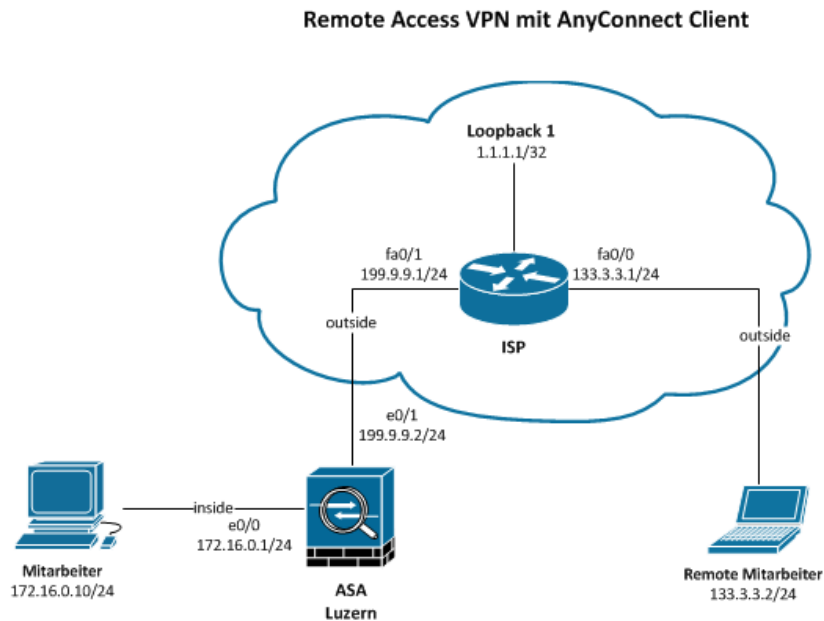 Remote Access VPN mit AnyConnect Client
Loopback 1
1.1.1.1/32
fa0/1
199.9.9.1/24
fa0/0
133.3.3.1/24
outside
ISP
outside
e0/1
199.9.9.2/24
inside
e0/0
172.16.0.1/24
Mitarbeiter
172.16.0.10/24
ASA
Luzern
Remote Mitarbeiter
133.3.3.2/24